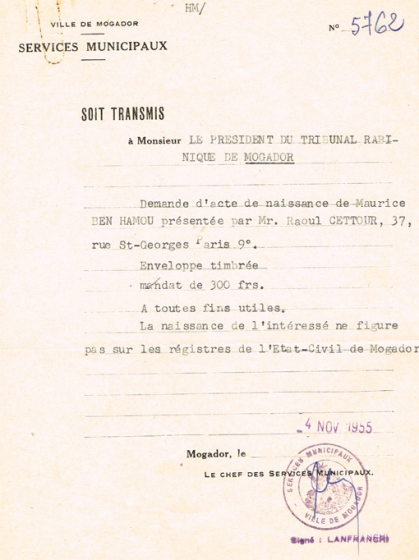 HM/
VILLE DE MOGADOR
SERVICES MUNICIPAUX
N° 5762
SOIT TRANSMIS
à Monsieur LE PRESIDENT DU TRIBUNAL RABI-
NIQUE DE MOGADOR
Demande d'acte de naissance de Maurice
BEN HAMOU présentée par Mr. Raoul CETTOUR, 37,
rue St-Georges Paris 9°.
Enveloppe timbrée
mandat de 300 frs.
A toutes fins utiles.
La naissance de l'intéressé ne figure
pas sur les régistres de l'Etat-Civil de Mogador
4 NOV 1955
Mogador, le
LE CHEF DES SERVICES MUNICIPAUX.
SERVICES MUNICIPAUX
VILLE DE MOGADOR
Signé : LANFRANCHI